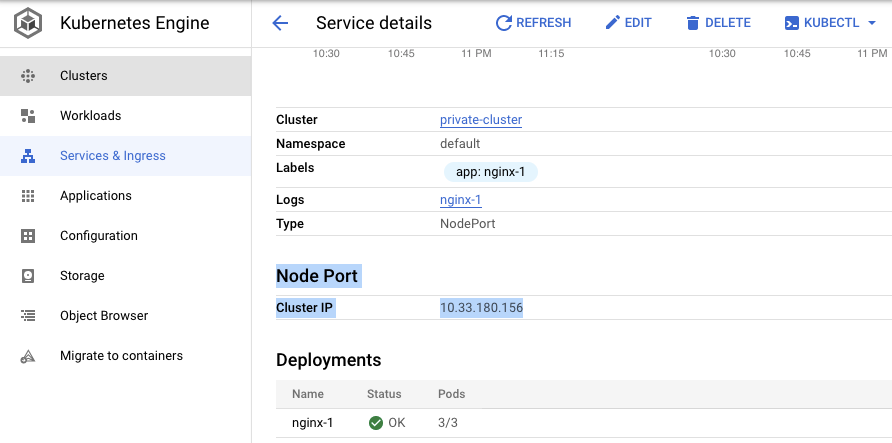 Kubernetes Engine
Service details
REFRESH
EDIT
DELETE
KUBECTL
10:30 10:45 11 PM 11:15 10:30 10:45 11 PM
Clusters
Workloads
Services & Ingress
Applications
Configuration
Storage
Object Browser
Migrate to containers
Cluster private-cluster
Namespace default
Labels app: nginx-1
Logs nginx-1
Type NodePort
Node Port
Cluster IP 10.33.180.156
Deployments
Name Status Pods
nginx-1 OK 3/3